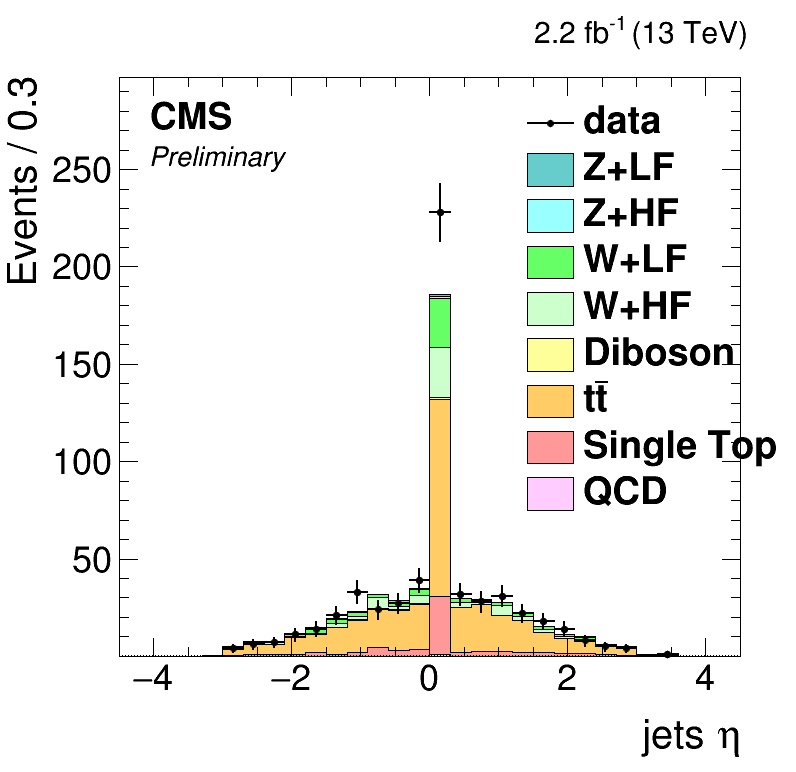 2.2 fb-1 (13 TeV)
CMS
Preliminary
Events / 0.3
250
200
150
100
50
data
Z+LF
Z+HF
W+LF
W+HF
Diboson
tt̄
Single Top
QCD
−4 −2 0 2 4
jets η